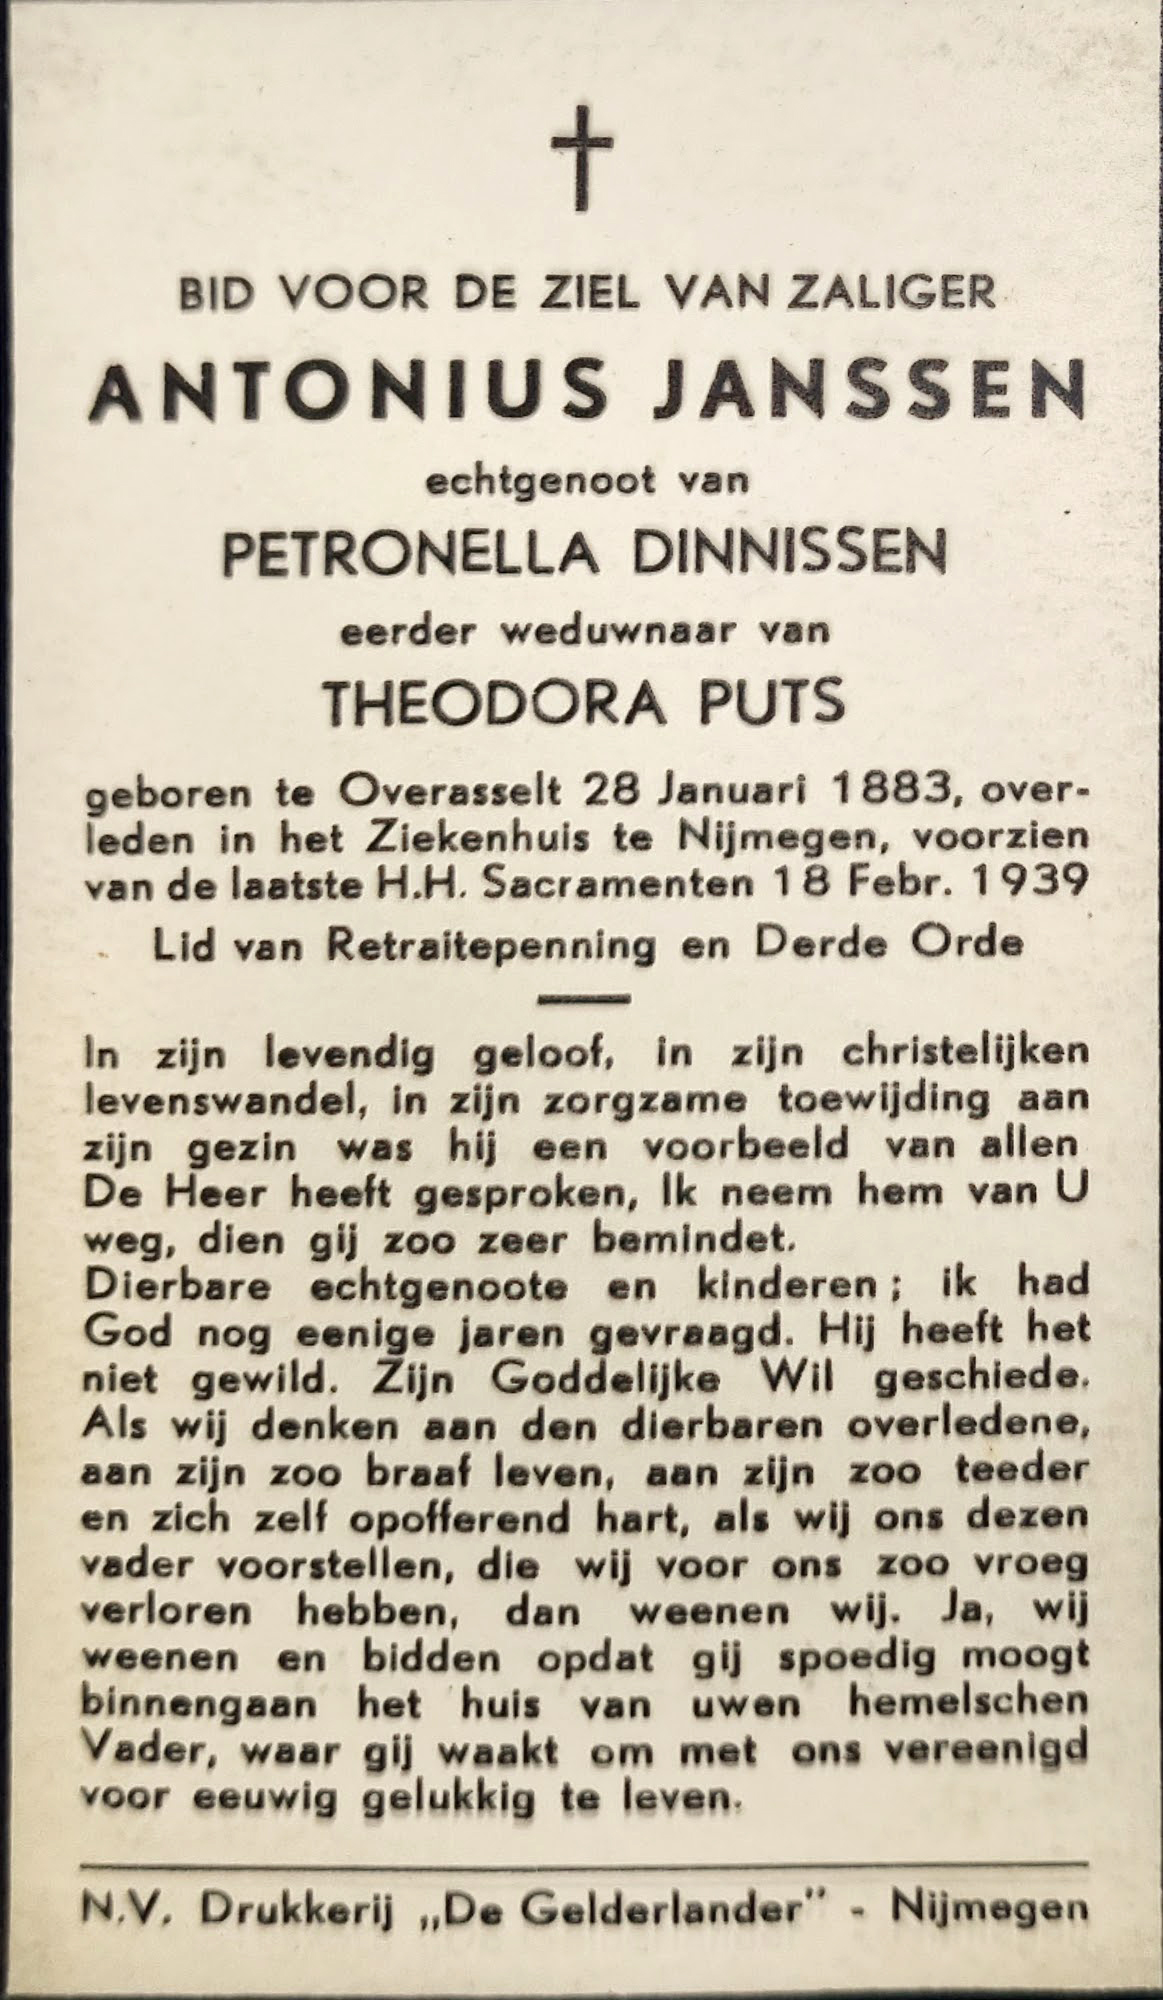 BID VOOR DE ZIEL VAN ZALIGER
ANTONIUS JANSSEN
echtgenoot van
PETRONELLA DINNISSEN
eerder weduwnaar van
THEODORA PUTS
geboren te Overasselt 28 Januari 1883, over-
leden in het Ziekenhuis te Nijmegen, voorzien
van de laatste H.H. Sacramenten 18 Febr. 1939
Lid van Retraitepenning en Derde Orde
In zijn levendig geloof, in zijn christelijken
levenswandel, in zijn zorgzame toewijding aan
zijn gezin was hij een voorbeeld van allen
De Heer heeft gesproken, Ik neem hem van U
weg, dien gij zoo zeer bemindet.
Dierbare echtgenoote en kinderen; ik had
God nog eenige jaren gevraagd. Hij heeft het
niet gewild. Zijn Goddelijke Wil geschiede.
Als wij denken aan den dierbaren overledene,
aan zijn zoo braaf leven, aan zijn zoo teeder
en zich zelf opofferend hart, als wij ons dezen
vader voorstellen, die wij voor ons zoo vroeg
verloren hebben, dan weenen wij. Ja, wij
weenen en bidden opdat gij spoedig moogt
binnengaan het huis van uwen hemelschen
Vader, waar gij waakt om met ons vereenigd
voor eeuwig gelukkig te leven.
N.V. Drukkerij „De Gelderlander" - Nijmegen